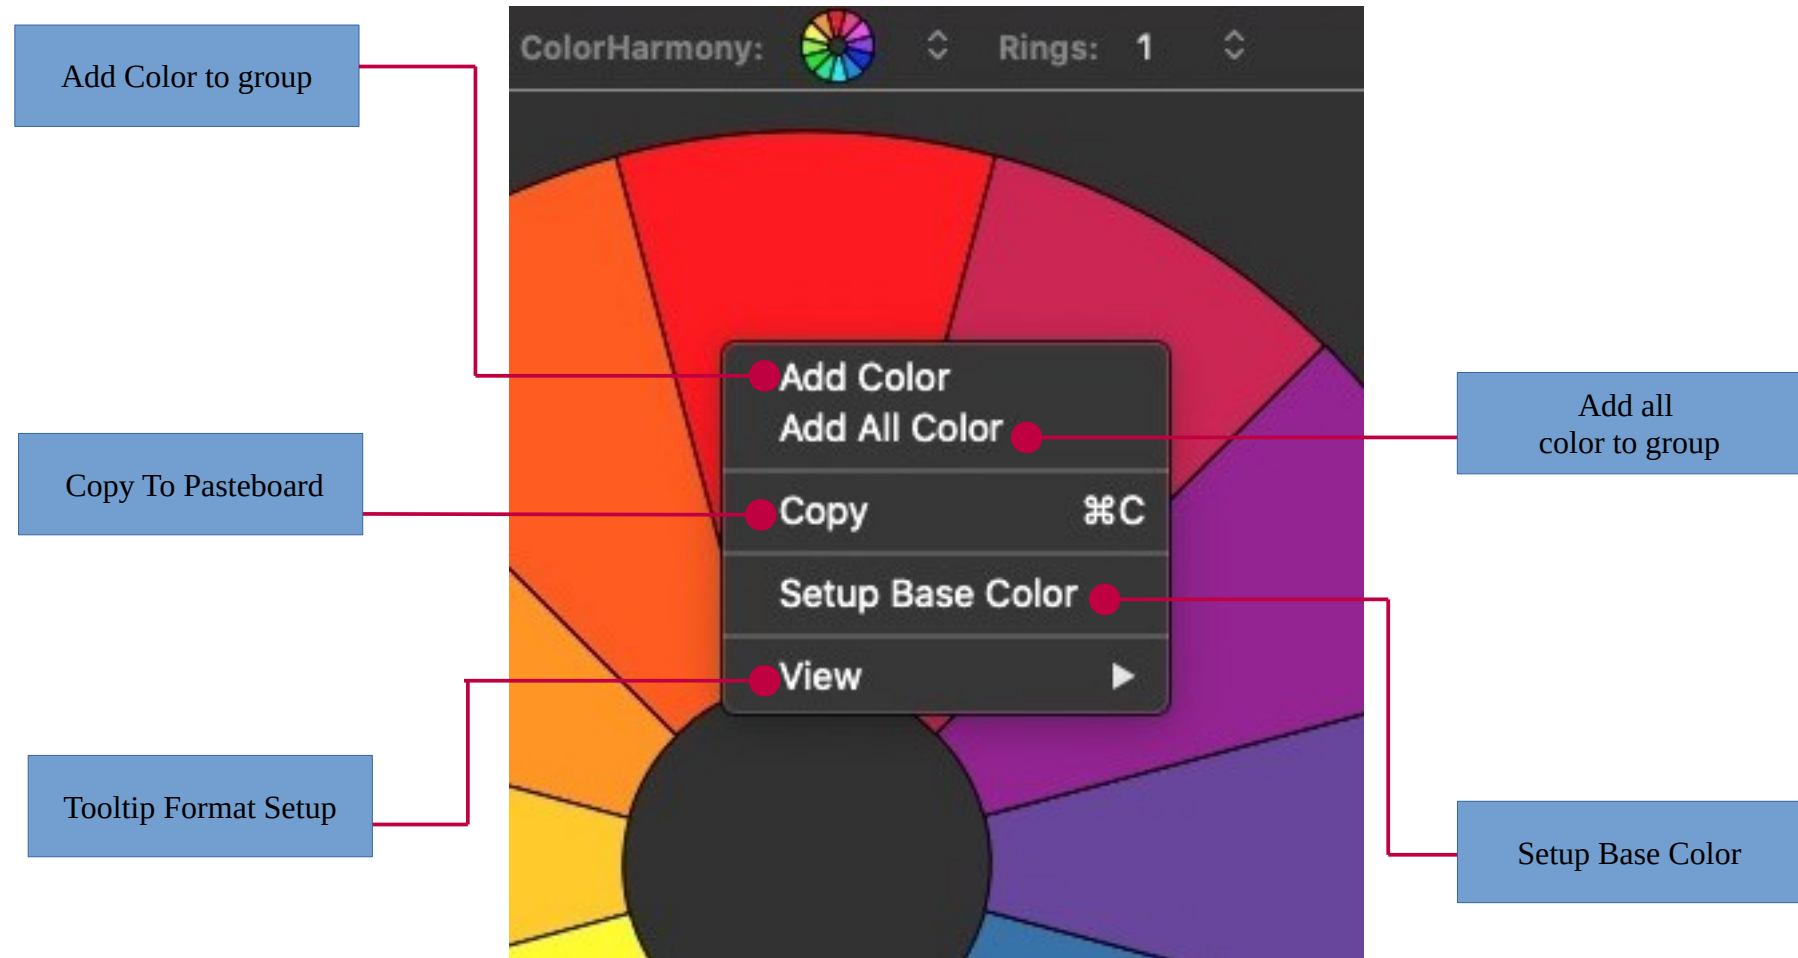 Add Color to group
ColorHarmony:
Rings: 1
Add Color
Add All Color
Add all
color to group
Copy To Pasteboard
Copy ⌘C
Setup Base Color
View
Tooltip Format Setup
Setup Base Color